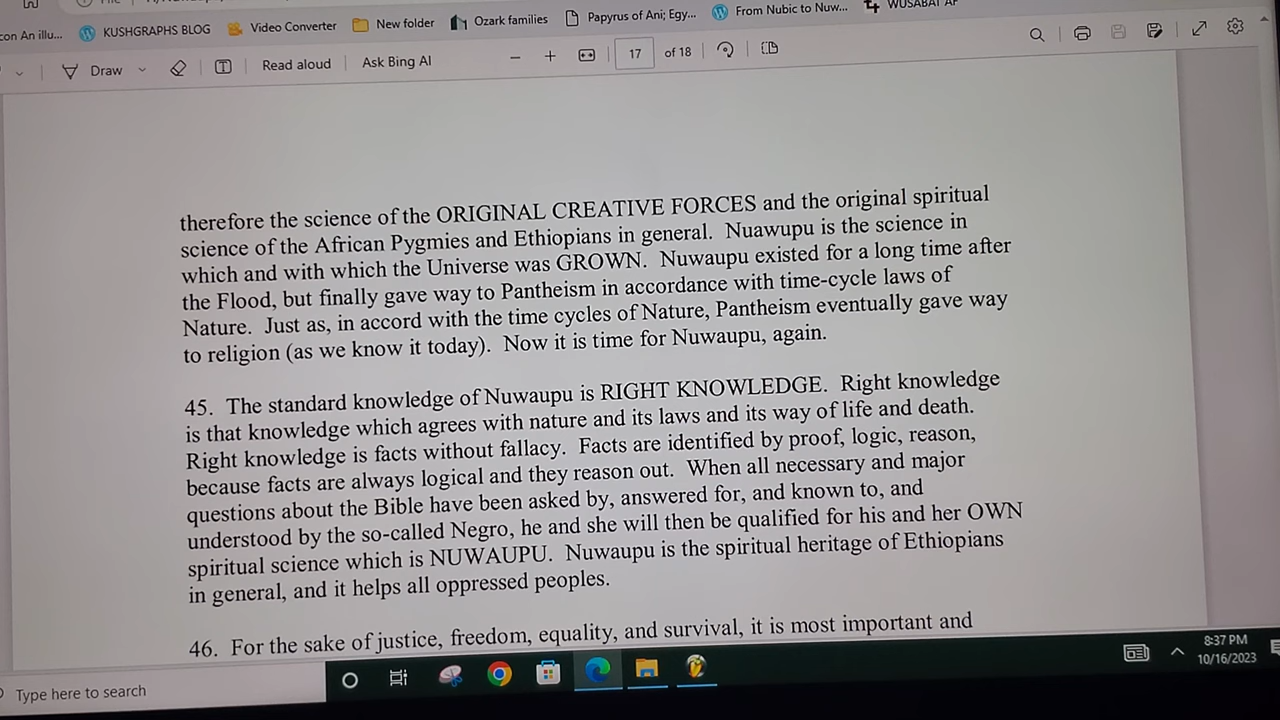 con An illu...
KUSHGRAPHS BLOG
Video Converter
New folder
Ozark families
Papyrus of Ani; Egy...
From Nubic to Nuw...
WUSABAT AF
Draw
Read aloud
Ask Bing AI
17
of 18
therefore the science of the ORIGINAL CREATIVE FORCES and the original spiritual
science of the African Pygmies and Ethiopians in general. Nuawupu is the science in
which and with which the Universe was GROWN. Nuwaupu existed for a long time after
the Flood, but finally gave way to Pantheism in accordance with time-cycle laws of
Nature. Just as, in accord with the time cycles of Nature, Pantheism eventually gave way
to religion (as we know it today). Now it is time for Nuwaupu, again.
45. The standard knowledge of Nuwaupu is RIGHT KNOWLEDGE. Right knowledge
is that knowledge which agrees with nature and its laws and its way of life and death.
Right knowledge is facts without fallacy. Facts are identified by proof, logic, reason,
because facts are always logical and they reason out. When all necessary and major
questions about the Bible have been asked by, answered for, and known to, and
understood by the so-called Negro, he and she will then be qualified for his and her OWN
spiritual science which is NUWAUPU. Nuwaupu is the spiritual heritage of Ethiopians
in general, and it helps all oppressed peoples.
46. For the sake of justice, freedom, equality, and survival, it is most important and
Type here to search
8:37 PM
10/16/2023